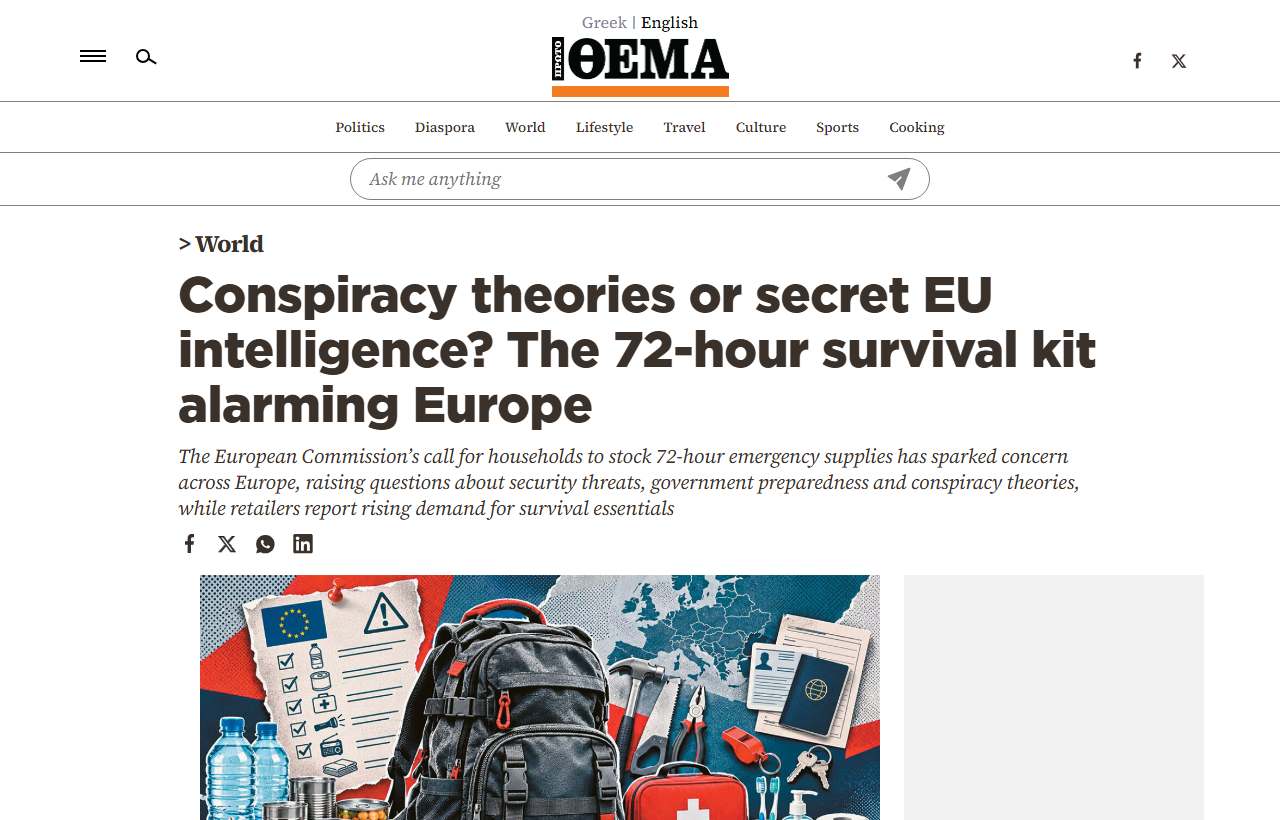 Greek | English
ΠΡΩΤΟ ΘΕΜΑ
Politics Diaspora World Lifestyle Travel Culture Sports Cooking
Ask me anything
> World
Conspiracy theories or secret EU
intelligence? The 72-hour survival kit
alarming Europe
The European Commission’s call for households to stock 72-hour emergency supplies has sparked concern
across Europe, raising questions about security threats, government preparedness and conspiracy theories,
while retailers report rising demand for survival essentials